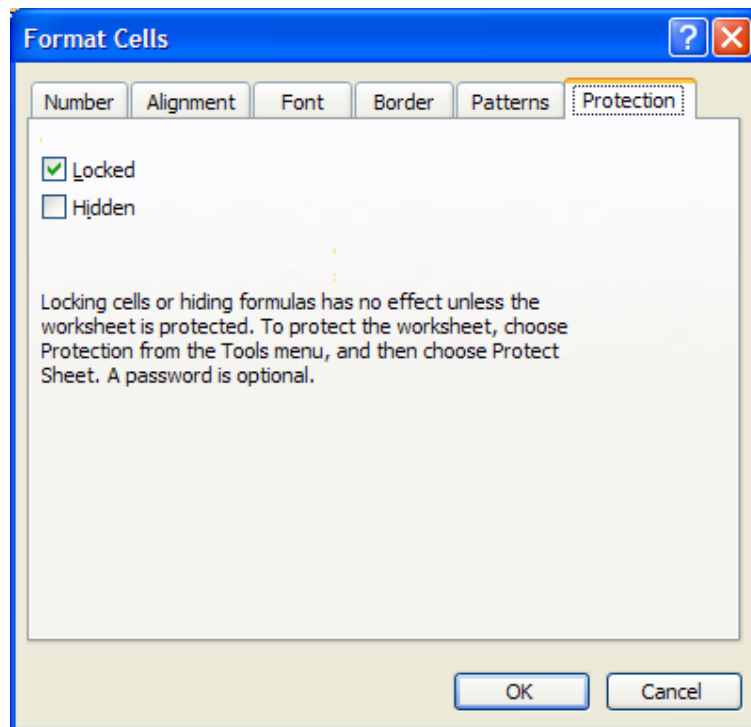 Format Cells
Number Alignment Font Border Patterns Protection
Locked
Hidden
Locking cells or hiding formulas has no effect unless the
worksheet is protected. To protect the worksheet, choose
Protection from the Tools menu, and then choose Protect
Sheet. A password is optional.
OK Cancel